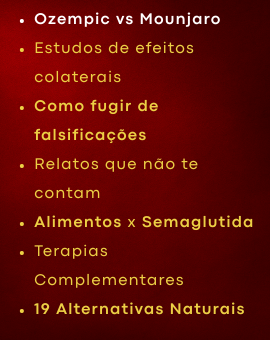 • Ozempic vs Mounjaro
• Estudos de efeitos
colaterais
• Como fugir de
falsificações
• Relatos que não te
contam
• Alimentos x Semaglutida
• Terapias
Complementares
• 19 Alternativas Naturais